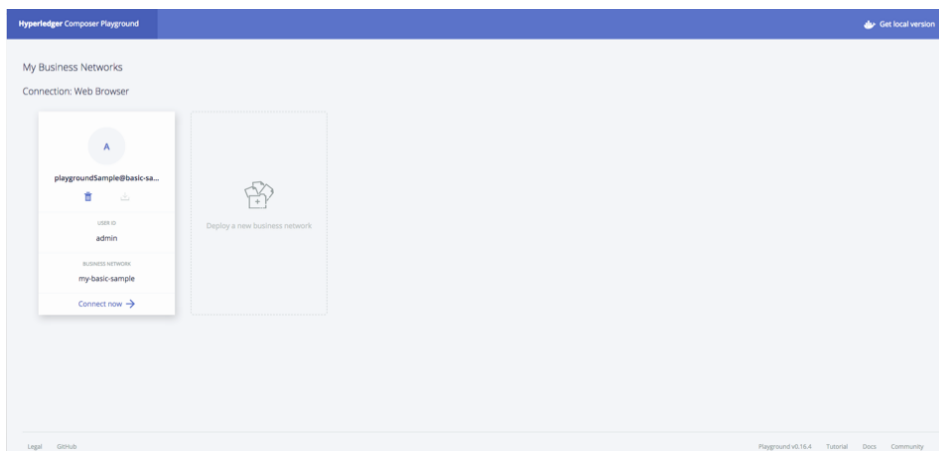 Hyperledger Composer Playground
Get local version
My Business Networks
Connection: Web Browser
A
playgroundSample@basic-sa...
USER ID
admin
BUSINESS NETWORK
my-basic-sample
Connect now
Deploy a new business network
Legal GitHub
Playground v0.16.4 Tutorial Docs Community